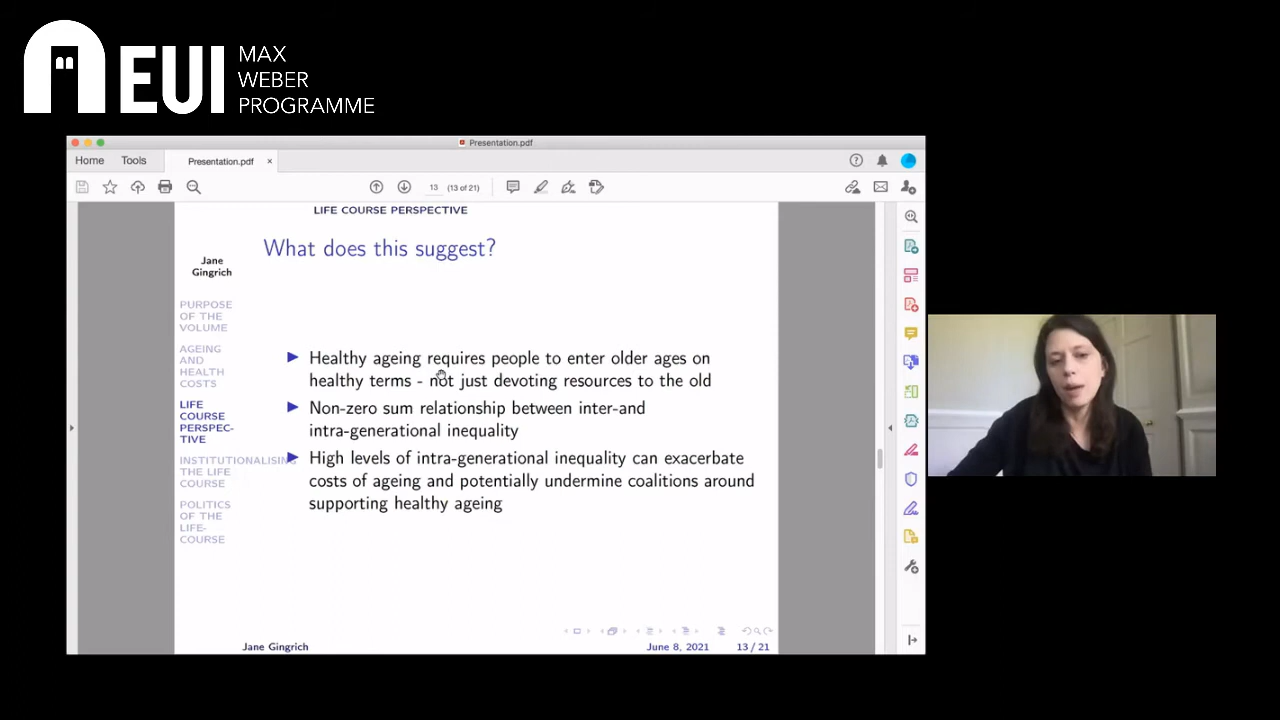 EUI
MAX
WEBER
PROGRAMME
Presentation.pdf
Home
Tools
Presentation.pdf
×
13
(13 of 21)
LIFE COURSE PERSPECTIVE
What does this suggest?
Jane
Gingrich
PURPOSE
OF THE
VOLUME
AGEING
AND
HEALTH
COSTS
LIFE
COURSE
PERSPEC-
TIVE
INSTITUTIONALISING
THE LIFE
COURSE
POLITICS
OF THE
LIFE-
COURSE
Healthy ageing requires people to enter older ages on
healthy terms - not just devoting resources to the old
Non-zero sum relationship between inter-and
intra-generational inequality
High levels of intra-generational inequality can exacerbate
costs of ageing and potentially undermine coalitions around
supporting healthy ageing
Jane Gingrich
June 8, 2021
13 / 21